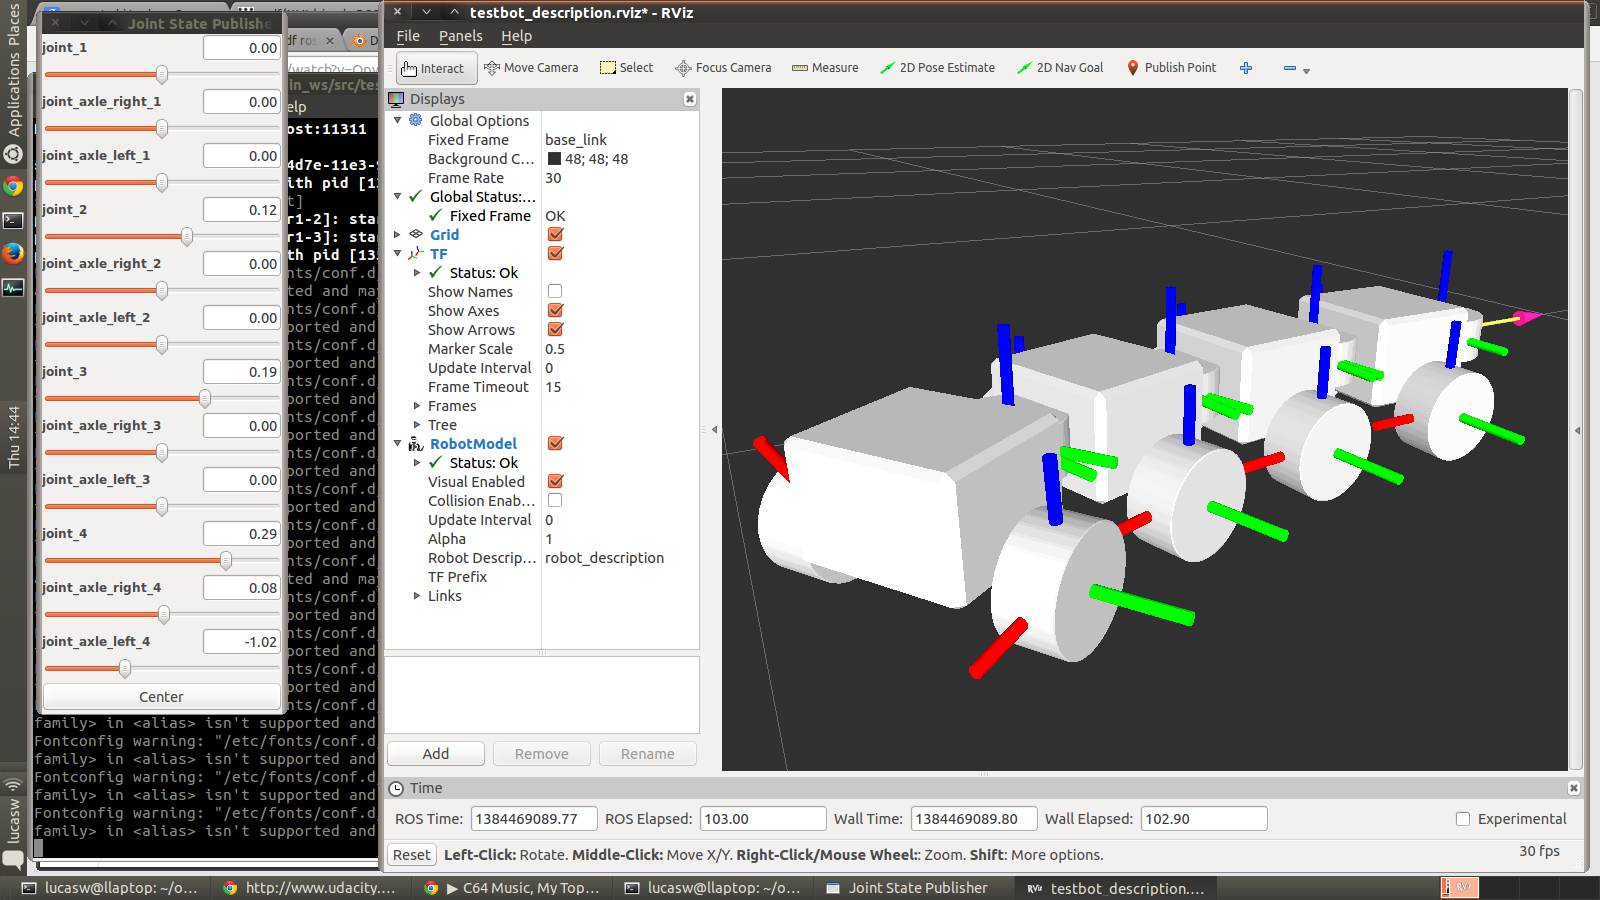 Applications Places
Thu 14:44
lucasw
Joint State Publishe
joint_1 0.00
joint_axle_right_1 0.00
joint_axle_left_1 0.00
joint_2 0.12
joint_axle_right_2 0.00
joint_axle_left_2 0.00
joint_3 0.19
joint_axle_right_3 0.00
joint_axle_left_3 0.00
joint_4 0.29
joint_axle_right_4 0.08
joint_axle_left_4 -1.02
Center
df ros
/watch?v=Opv
in_ws/src/tes
elp
ost:11311
4d7e-11e3-9
ith pid [13
t]
r1-2]: star
r1-3]: star
th pid [13
nts/conf.d
ted and may
nts/conf.d
ported and
nts/conf.d
ported and
nts/conf.d
ported and
nts/conf.d
ported and
nts/conf.d
ported and
nts/conf.d
ported and
nts/conf.d
ported and
nts/conf.d
ted and may
nts/conf.d
ported and
nts/conf.d
ported and
nts/conf.d
ported and
nts/conf.d
family> in <alias> isn't supported and
Fontconfig warning: "/etc/fonts/conf.d
family> in <alias> isn't supported and
Fontconfig warning: "/etc/fonts/conf.d
family> in <alias> isn't supported and
Fontconfig warning: "/etc/fonts/conf.d
family> in <alias> isn't supported and
testbot_description.rviz* - RViz
File Panels Help
Interact Move Camera Select Focus Camera Measure 2D Pose Estimate 2D Nav Goal Publish Point
Displays
Global Options
Fixed Frame base_link
Background C... 48; 48; 48
Frame Rate 30
Global Status:...
Fixed Frame OK
Grid
TF
Status: Ok
Show Names
Show Axes
Show Arrows
Marker Scale 0.5
Update Interval 0
Frame Timeout 15
Frames
Tree
RobotModel
Status: Ok
Visual Enabled
Collision Enab...
Update Interval 0
Alpha 1
Robot Descrip... robot_description
TF Prefix
Links
Add Remove Rename
Time
ROS Time: 1384469089.77 ROS Elapsed: 103.00 Wall Time: 1384469089.80 Wall Elapsed: 102.90 Experimental
Reset Left-Click: Rotate. Middle-Click: Move X/Y. Right-Click/Mouse Wheel:: Zoom. Shift: More options. 30 fps
lucasw@llaptop: ~/o... http://www.udacity.... ▶ C64 Music, My Top... lucasw@llaptop: ~/o... Joint State Publisher RViz testbot_description....